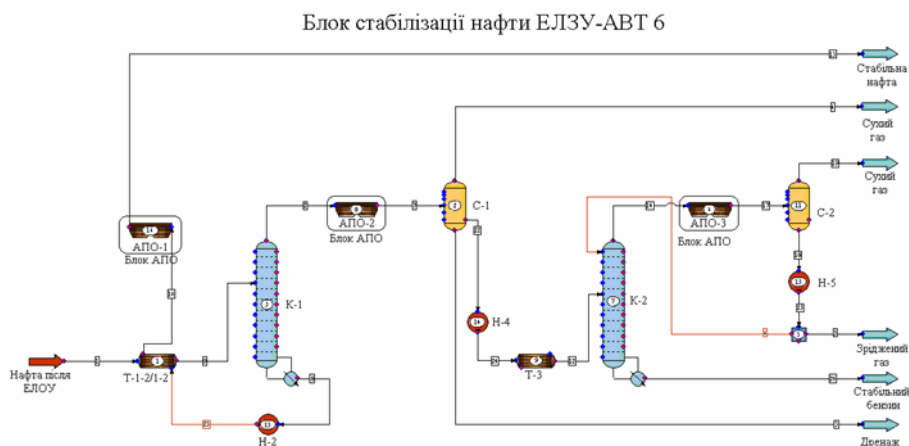 Блок стабілізації нафти ЕЛЗУ-АВТ 6
Стабільна
нафта
Сухий
газ
Сухий
газ
С-1
С-2
АПО-1
Блок АПО
АПО-2
Блок АПО
АПО-3
Блок АПО
К-1
К-2
Н-5
Н-4
Зріджений
газ
Нафта після
ЕЛОУ
Т-1-2/1-2
Т-3
Стабільний
бензин
Н-2
Дренаж